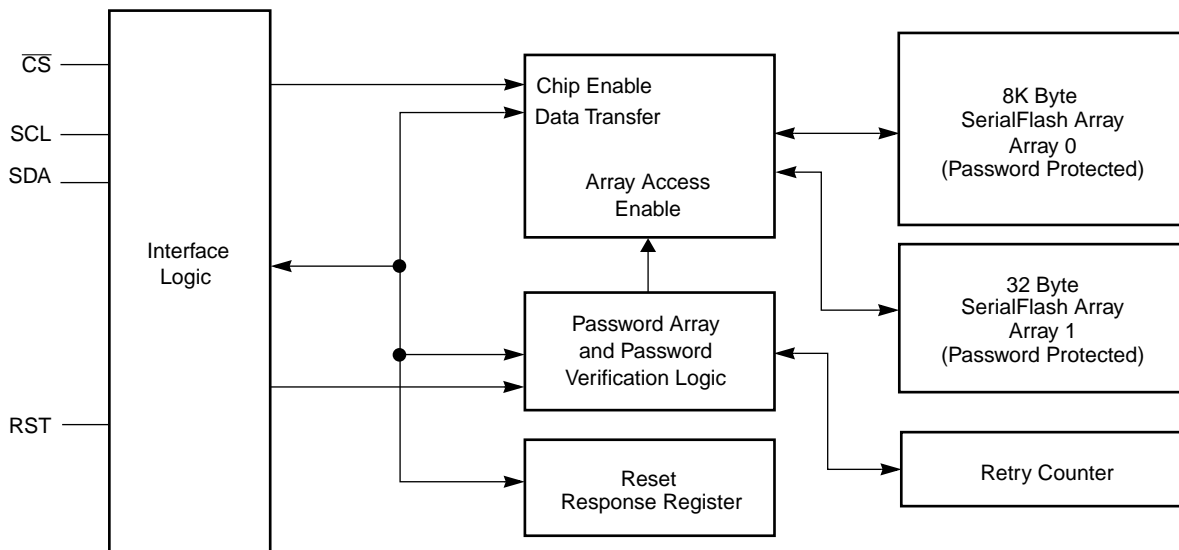 C̅S̅
SCL
SDA
RST
Interface
Logic
Chip Enable
Data Transfer
Array Access
Enable
Password Array
and Password
Verification Logic
Reset
Response Register
8K Byte
SerialFlash Array
Array 0
(Password Protected)
32 Byte
SerialFlash Array
Array 1
(Password Protected)
Retry Counter